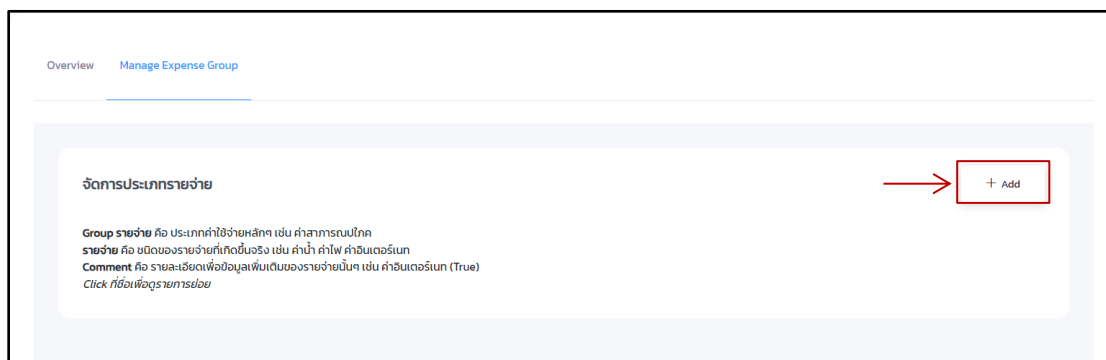 Overview Manage Expense Group
จัดการประเภทรายจ่าย
+ Add
Group รายจ่าย คือ ประเภทค่าใช้จ่ายหลักๆ เช่น ค่าสาภารณปโภค
รายจ่าย คือ ชนิดของรายจ่ายที่เกิดขึ้นจริง เช่น ค่าน้ำ ค่าไฟ ค่าอินเตอร์เนท
Comment คือ รายละเอียดเพื่อข้อมูลเพิ่มเติมของรายจ่ายนั้นๆ เช่น ค่าอินเตอร์เนท (True)
Click ที่ชื่อเพื่อดูรายการย่อย